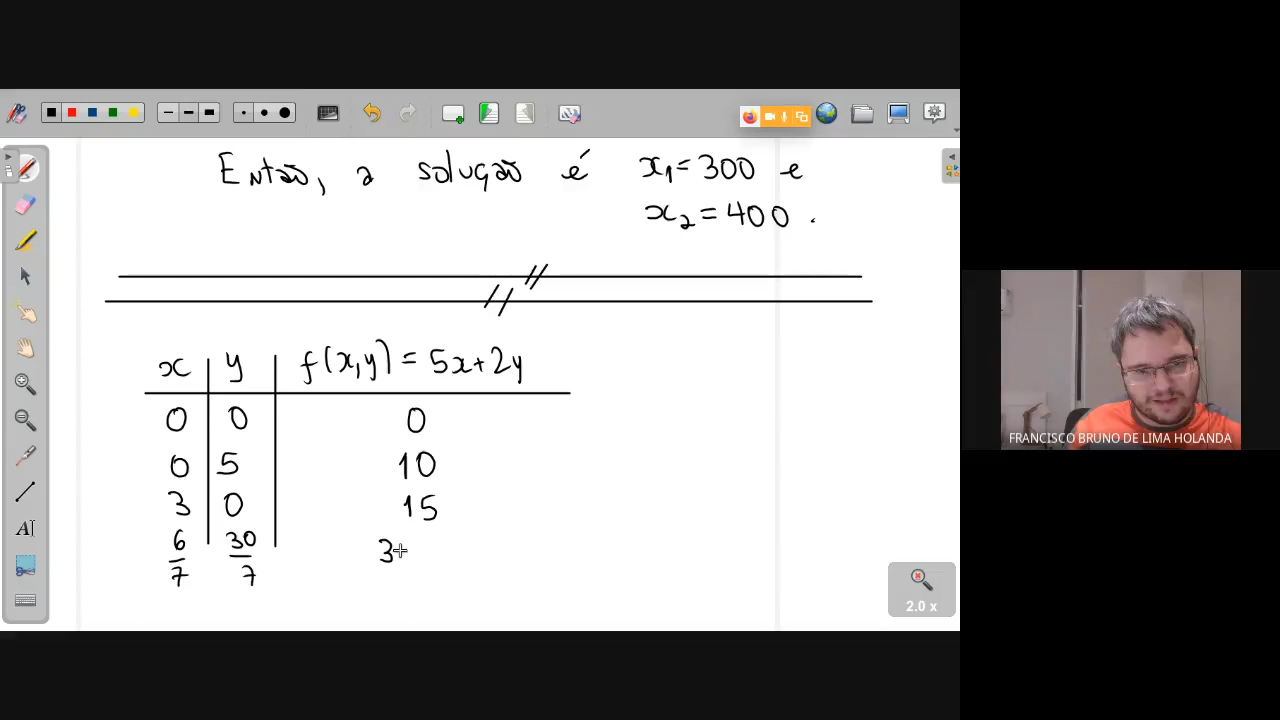 Então, a solução é x₁ = 300 e
x₂ = 400.
x y f(x,y) = 5x+2y
0 0 0
0 5 10
3 0 15
6/7 30/7 3
2.0 x
FRANCISCO BRUNO DE LIMA HOLANDA